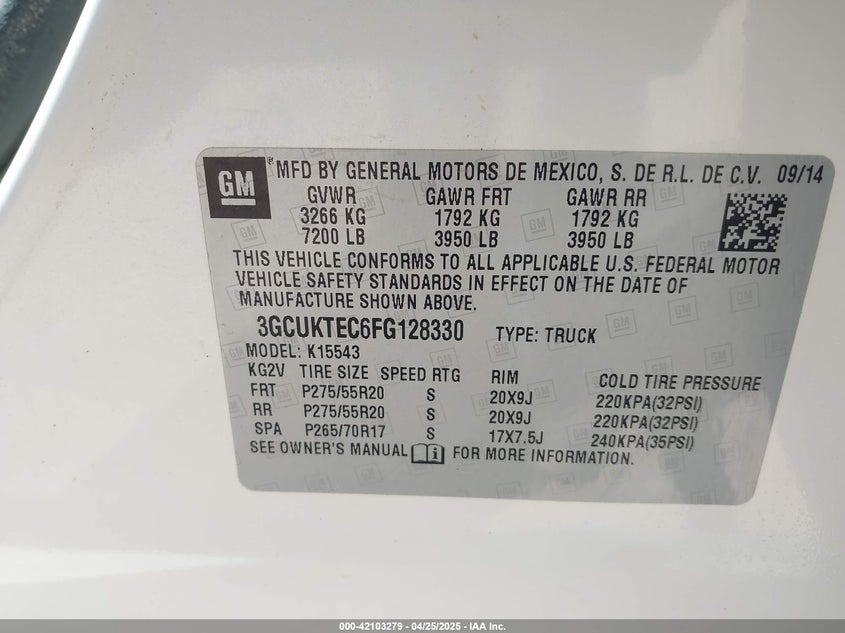 GM ® MFD BY GENERAL MOTORS DE MEXICO, S. DE R.L. DE C.V. 09/14
GVWR GAWR FRT GAWR RR
3266 KG 1792 KG 1792 KG
7200 LB 3950 LB 3950 LB
THIS VEHICLE CONFORMS TO ALL APPLICABLE U.S. FEDERAL MOTOR
VEHICLE SAFETY STANDARDS IN EFFECT ON THE DATE OF
MANUFACTURE SHOWN ABOVE.
3GCUKTEC6FG128330 TYPE: TRUCK
MODEL: K15543
KG2V TIRE SIZE SPEED RTG RIM COLD TIRE PRESSURE
FRT P275/55R20 S 20X9J 220KPA(32PSI)
RR P275/55R20 S 20X9J 220KPA(32PSI)
SPA P265/70R17 S 17X7.5J 240KPA(35PSI)
SEE OWNER'S MANUAL i FOR MORE INFORMATION.
000-42103279 - 04/25/2025 - IAA Inc.